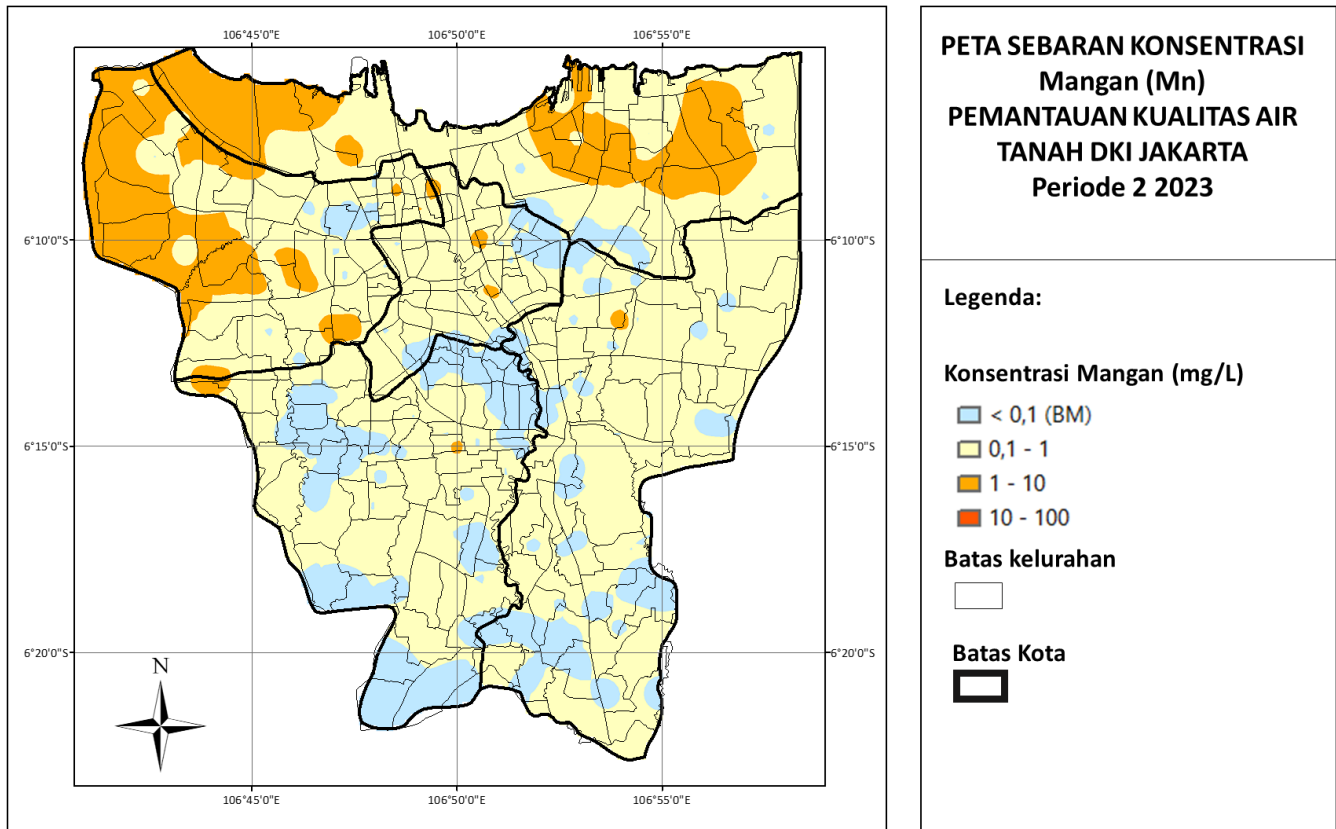 106°45'0"E 106°50'0"E 106°55'0"E
6°10'0"S 6°10'0"S
6°15'0"S 6°15'0"S
6°20'0"S 6°20'0"S
N
106°45'0"E 106°50'0"E 106°55'0"E
PETA SEBARAN KONSENTRASI
Mangan (Mn)
PEMANTAUAN KUALITAS AIR
TANAH DKI JAKARTA
Periode 2 2023
Legenda:
Konsentrasi Mangan (mg/L)
< 0,1 (BM)
0,1 - 1
1 - 10
10 - 100
Batas kelurahan
Batas Kota